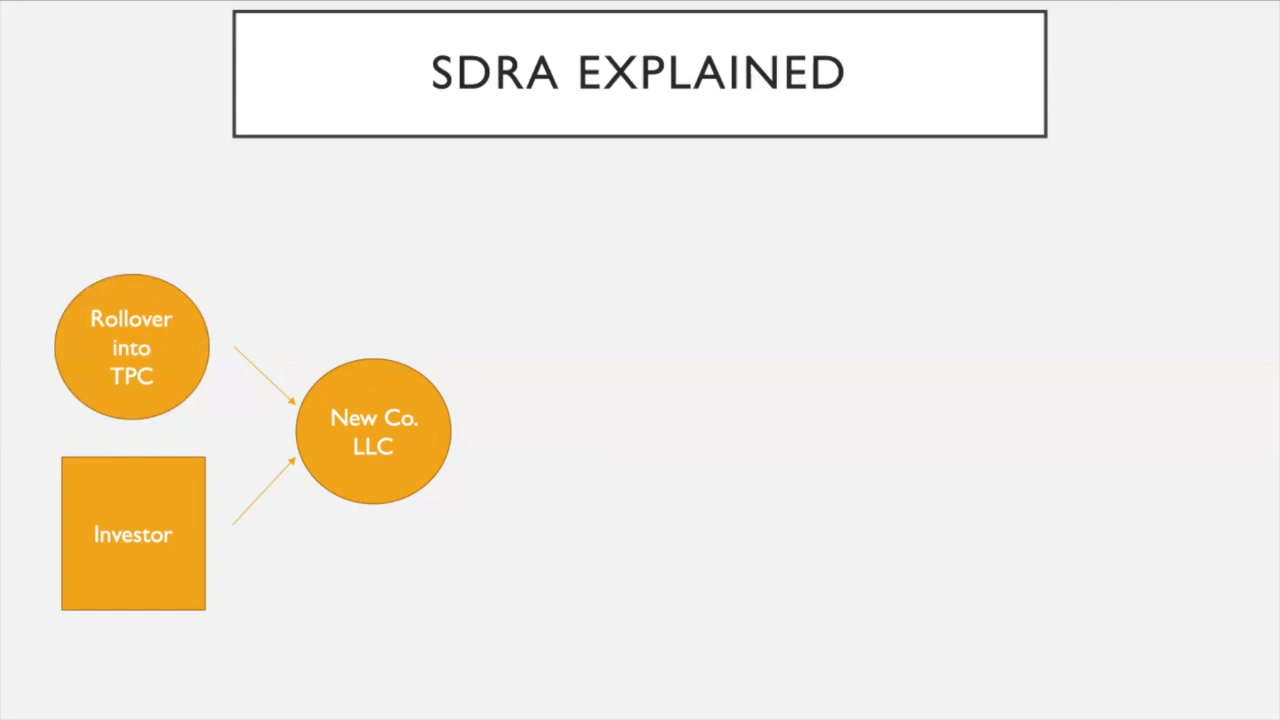 SDRA EXPLAINED
Rollover
into
TPC
New Co.
LLC
Investor